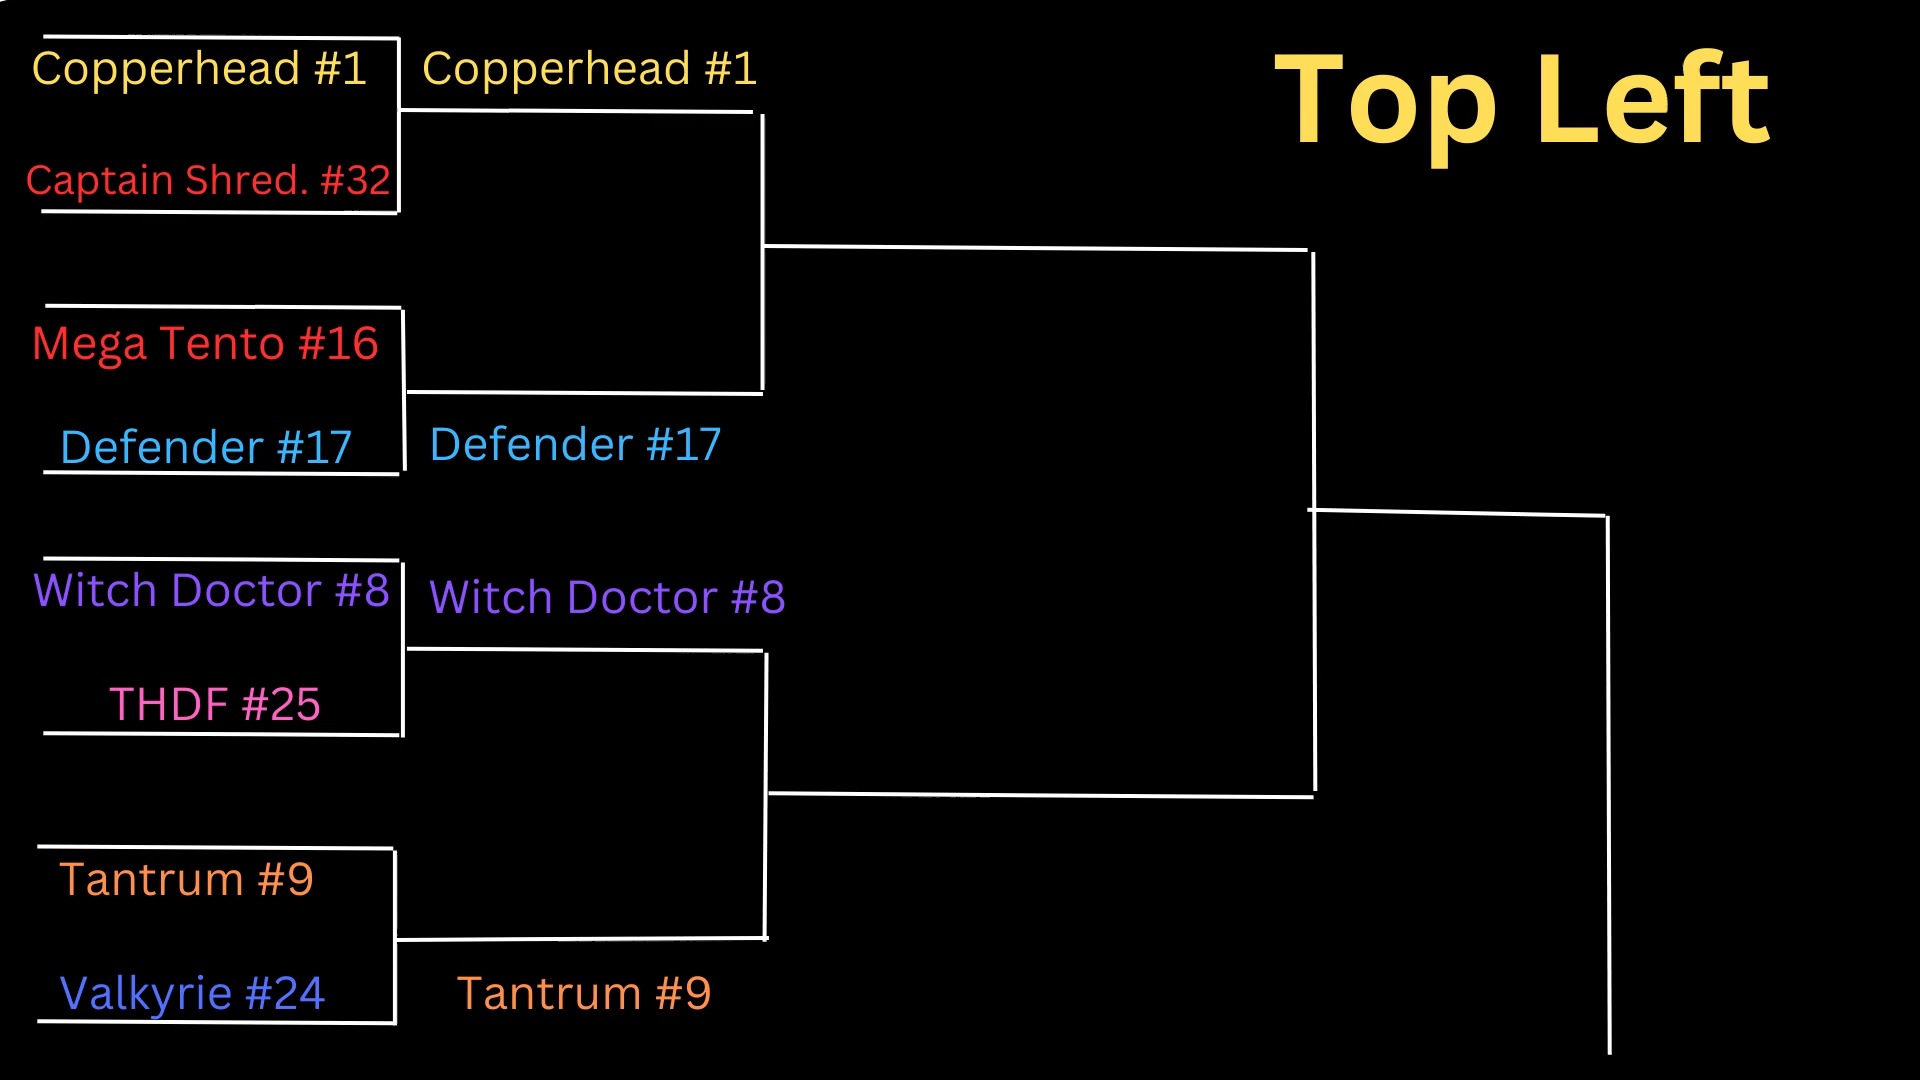 Top Left
Copperhead #1
Captain Shred. #32
Mega Tento #16
Defender #17
Witch Doctor #8
THDF #25
Tantrum #9
Valkyrie #24
Copperhead #1
Defender #17
Witch Doctor #8
Tantrum #9